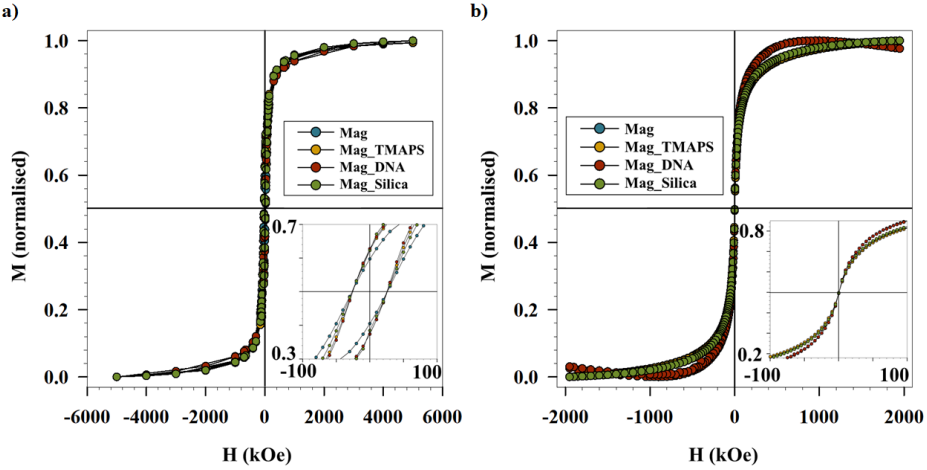 a)
1.0
0.8
0.6
0.4
0.2
0.0
M (normalised)
Mag
Mag_TMAPS
Mag_DNA
Mag_Silica
0.7
0.3
-100
100
-6000 -4000 -2000 0 2000 4000 6000
H (kOe)
b)
1.0
0.8
0.6
0.4
0.2
0.0
M (normalised)
Mag
Mag_TMAPS
Mag_DNA
Mag_Silica
0.8
0.2
-100
100
-2000 -1000 0 1000 2000
H (kOe)